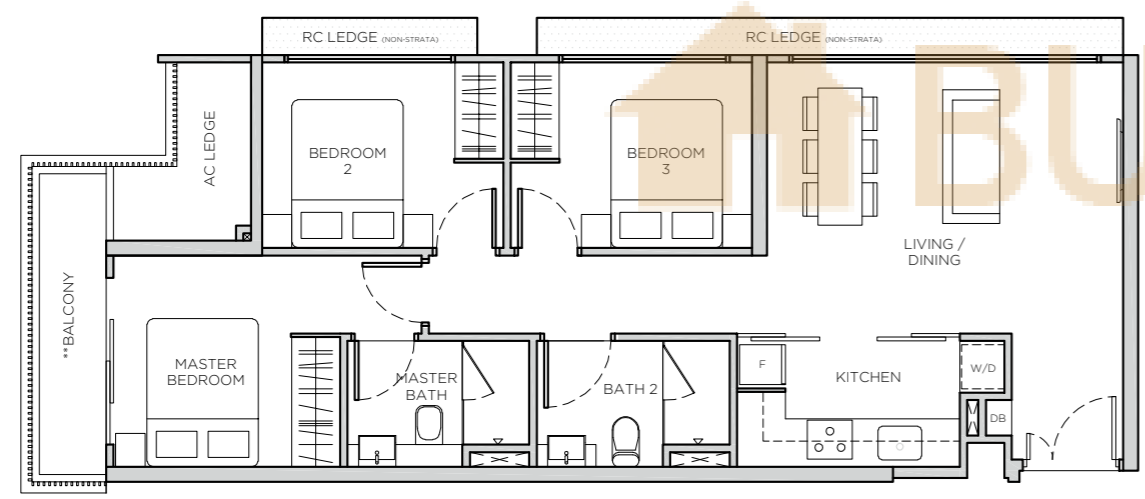 RC LEDGE (NON-STRATA)
RC LEDGE (NON-STRATA)
BU
AC LEDGE
BEDROOM
2
BEDROOM
3
LIVING /
DINING
**BALCONY
MASTER
BEDROOM
MASTER
BATH
BATH 2
F
KITCHEN
W/D
DB